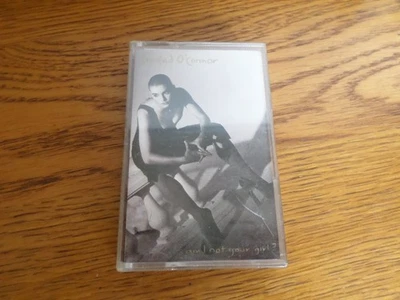 Sinéad O'Connor
am I not your girl?